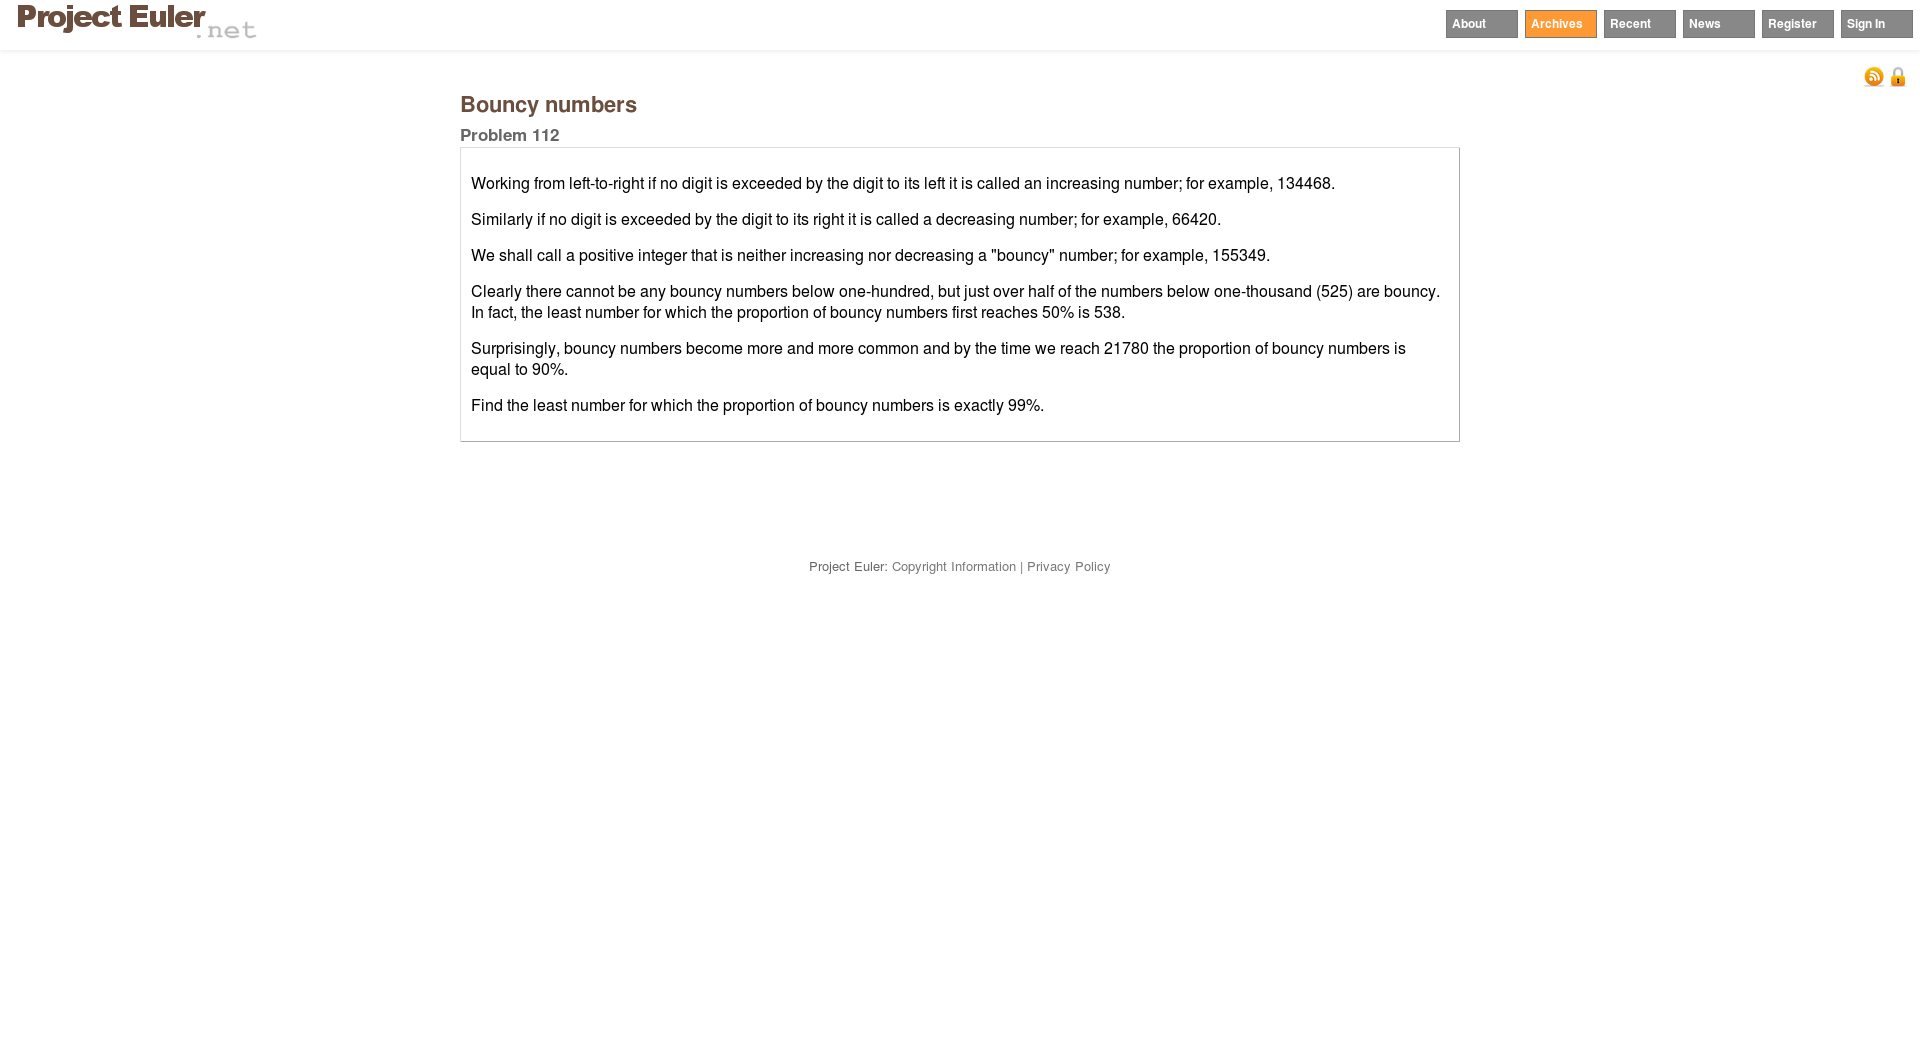 Project Euler.net
About Archives Recent News Register Sign In
Bouncy numbers
Problem 112
Working from left-to-right if no digit is exceeded by the digit to its left it is called an increasing number; for example, 134468.
Similarly if no digit is exceeded by the digit to its right it is called a decreasing number; for example, 66420.
We shall call a positive integer that is neither increasing nor decreasing a "bouncy" number; for example, 155349.
Clearly there cannot be any bouncy numbers below one-hundred, but just over half of the numbers below one-thousand (525) are bouncy.
In fact, the least number for which the proportion of bouncy numbers first reaches 50% is 538.
Surprisingly, bouncy numbers become more and more common and by the time we reach 21780 the proportion of bouncy numbers is
equal to 90%.
Find the least number for which the proportion of bouncy numbers is exactly 99%.
Project Euler: Copyright Information | Privacy Policy